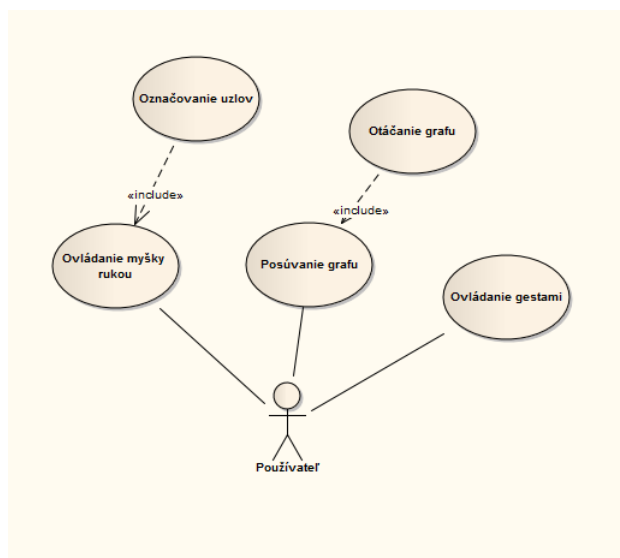 Označovanie uzlov
Otáčanie grafu
«include»
«include»
Ovládanie myšky
rukou
Posúvanie grafu
Ovládanie gestami
Používateľ